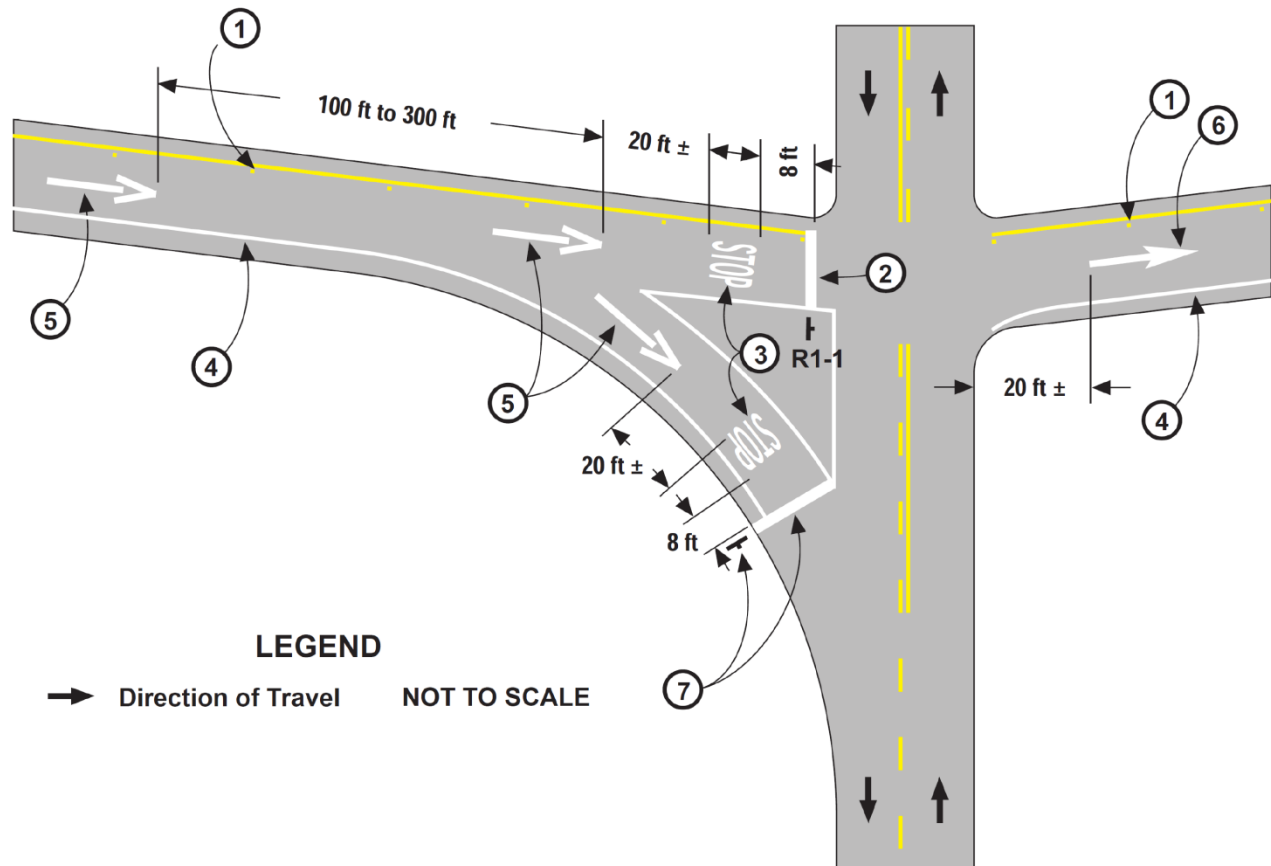 1
100 ft to 300 ft
20 ft ±
8 ft
1
6
STOP
2
5
4
3
R1-1
5
STOP
20 ft ±
4
20 ft ±
8 ft
LEGEND
7
Direction of Travel NOT TO SCALE